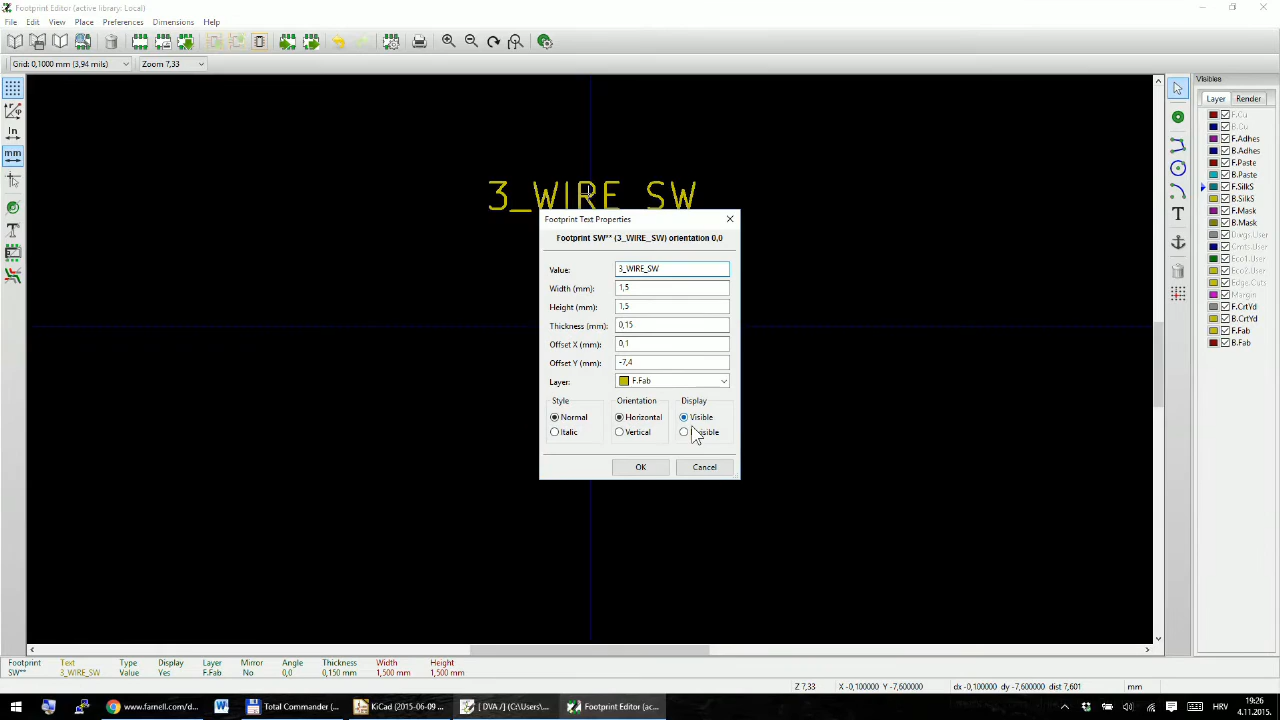 Footprint Editor (active library: Local)
File Edit View Place Preferences Dimensions Help
Grid: 0,1000 mm (3,94 mils)
Zoom 7,33
In
mm
3_WIRE_SW
Footprint Text Properties
Footprint SW** (3_WIRE_SW) orientation 0,0
Value: 3_WIRE_SW
Width (mm): 1,5
Height (mm): 1,5
Thickness (mm): 0,15
Offset X (mm): 0,1
Offset Y (mm): -7,4
Layer: F.Fab
Style Orientation Display
Normal Horizontal Visible
Italic Vertical
OK Cancel
Visibles
Layer Render
F.Cu
B.Cu
F.Adhes
B.Adhes
F.Paste
B.Paste
F.SilkS
B.SilkS
F.Mask
B.Mask
Dwgs.User
Cmts.User
Eco1.User
Eco2.User
Edge.Cuts
Margin
F.CrtYd
B.CrtYd
F.Fab
B.Fab
Footprint Text Type Display Layer Mirror Angle Thickness Width Height
SW** 3_WIRE_SW Value Yes F.Fab No 0,0 0,150 mm 1,500 mm 1,500 mm
Z 7,33 X -0,100000 Y -7,600000 dx -0,100000 dy -7,600000 dist 7,601 mm
www.farnell.com/d... Total Commander (... KiCad (2015-06-09 ... [ DVA /] (C:\Users\... Footprint Editor (ac... HRV 19:26
4.11.2015.